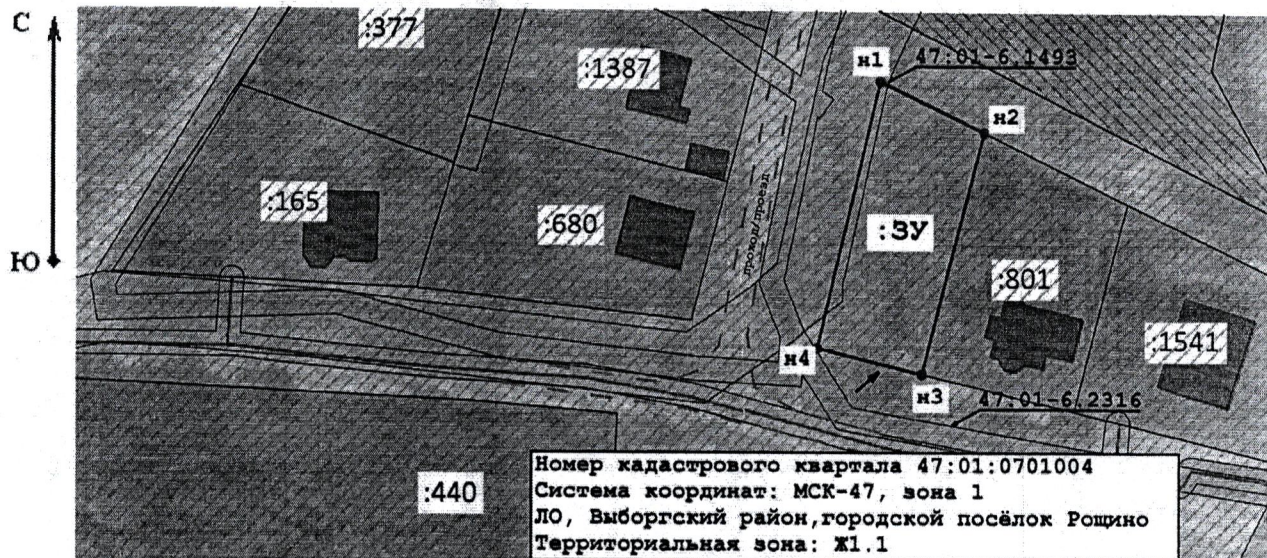 С
Ю
:377
:1387
н1
47:01-6.1493
н2
:165
:680
проход/проезд
:ЗУ
:801
:1541
н4
н3
47:01-6.2316
:440
Номер кадастрового квартала 47:01:0701004
Система координат: МСК-47, зона 1
ЛО, Выборгский район,городской посёлок Рощино
Территориальная зона: Ж1.1